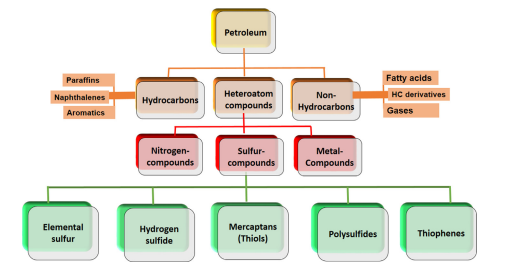 Petroleum
Paraffins
Naphthalenes
Aromatics
Hydrocarbons
Heteroatom
compounds
Non-
Hydrocarbons
Fatty acids
HC derivatives
Gases
Nitrogen-
compounds
Sulfur-
compounds
Metal-
Compounds
Elemental
sulfur
Hydrogen
sulfide
Mercaptans
(Thiols)
Polysulfides
Thiophenes